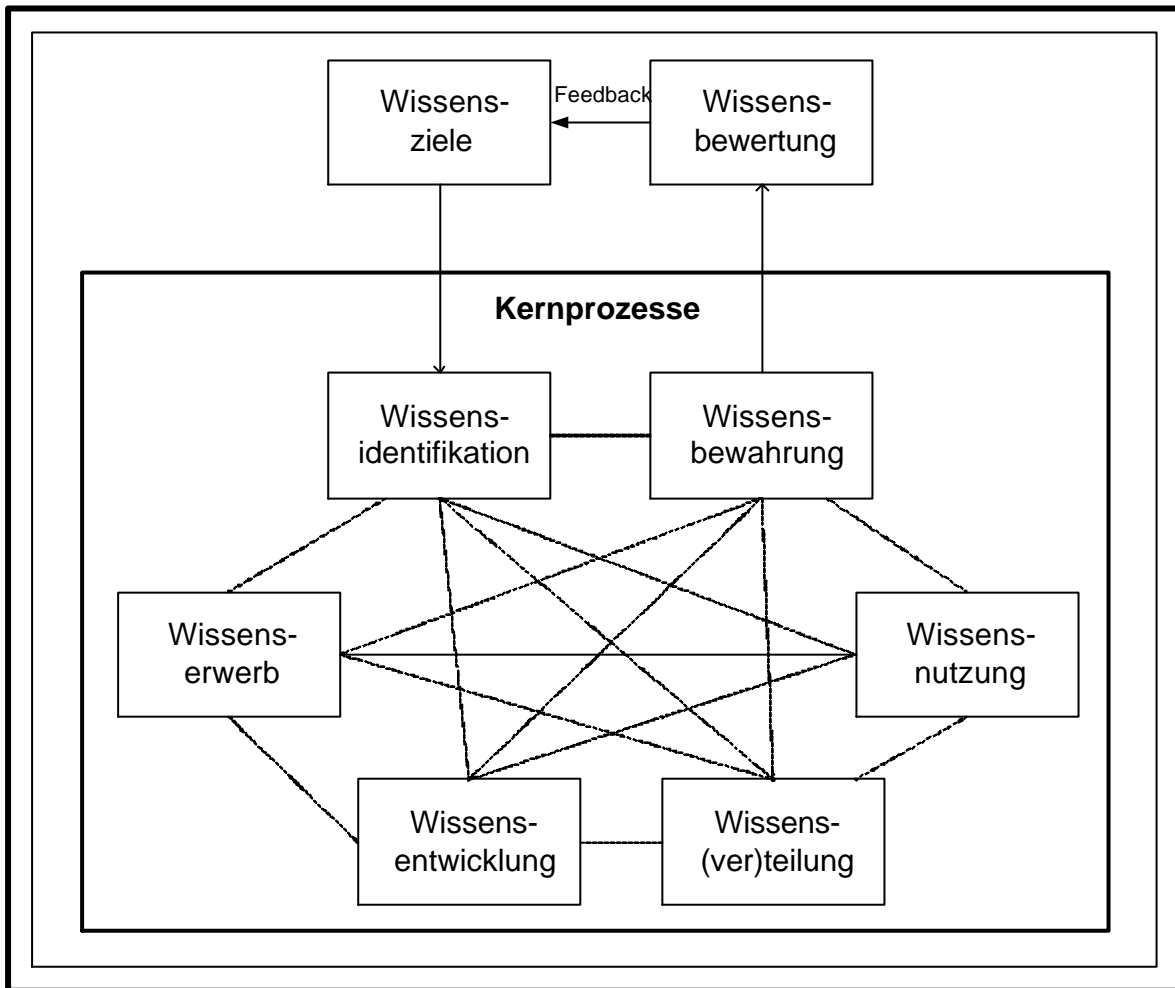 Wissens-
ziele
Feedback
Wissens-
bewertung
Kernprozesse
Wissens-
identifikation
Wissens-
bewahrung
Wissens-
erwerb
Wissens-
nutzung
Wissens-
entwicklung
Wissens-
(ver)teilung